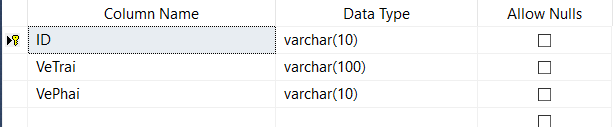 Column Name Data Type Allow Nulls
ID varchar(10)
VeTrai varchar(100)
VePhai varchar(10)